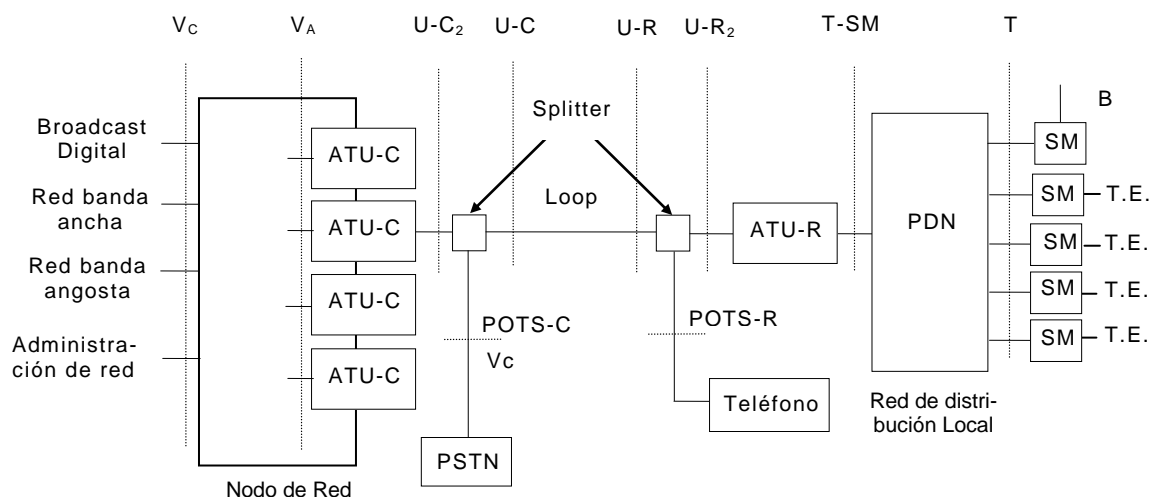 VC VA U-C2 U-C U-R U-R2 T-SM T
B
Splitter
Broadcast
Digital
ATU-C
SM
Red banda
ancha
ATU-C
Loop
ATU-R
PDN
SM T.E.
Red banda
angosta
SM T.E.
ATU-C
POTS-C
Vc
POTS-R
SM T.E.
Administra-
ción de red
ATU-C
SM T.E.
Teléfono
Red de distri-
bución Local
PSTN
Nodo de Red